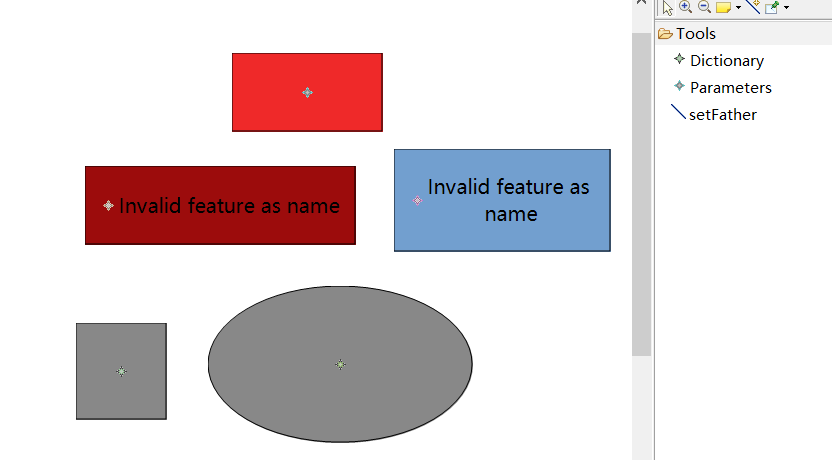 Tools
Dictionary
Parameters
setFather
Invalid feature as name
Invalid feature as
name